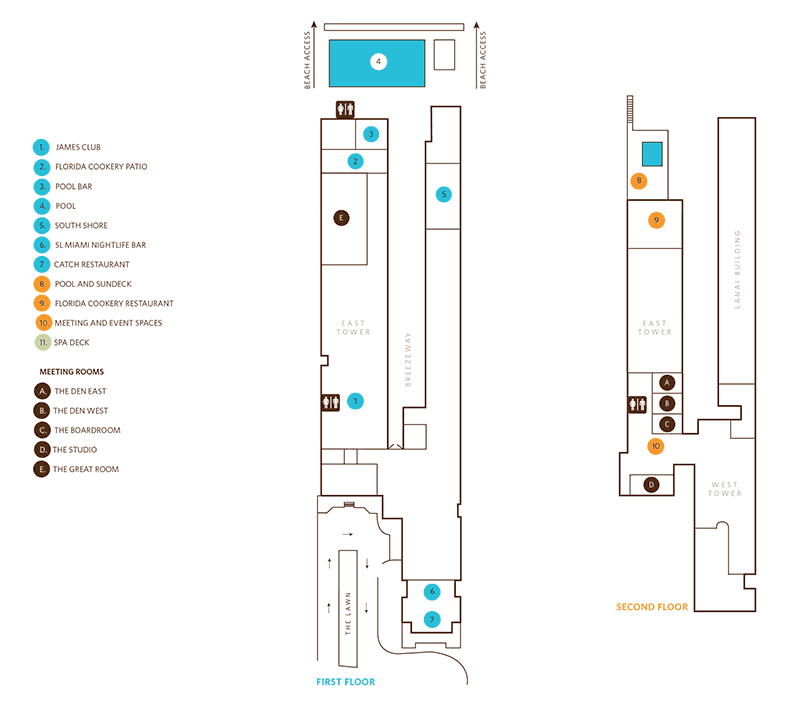 BEACH ACCESS
BEACH ACCESS
4
1. JAMES CLUB
2. FLORIDA COOKERY PATIO
3. POOL BAR
4. POOL
5. SOUTH SHORE
6. SL MIAMI NIGHTLIFE BAR
7. CATCH RESTAURANT
8. POOL AND SUNDECK
9. FLORIDA COOKERY RESTAURANT
10. MEETING AND EVENT SPACES
11. SPA DECK
MEETING ROOMS
A. THE DEN EAST
B. THE DEN WEST
C. THE BOARDROOM
D. THE STUDIO
E. THE GREAT ROOM
3
2
E
5
EAST
TOWER
BREEZEWAY
1
6
7
THE LAWN
FIRST FLOOR
8
9
LANAI BUILDING
EAST
TOWER
A
B
C
10
D
WEST
TOWER
SECOND FLOOR